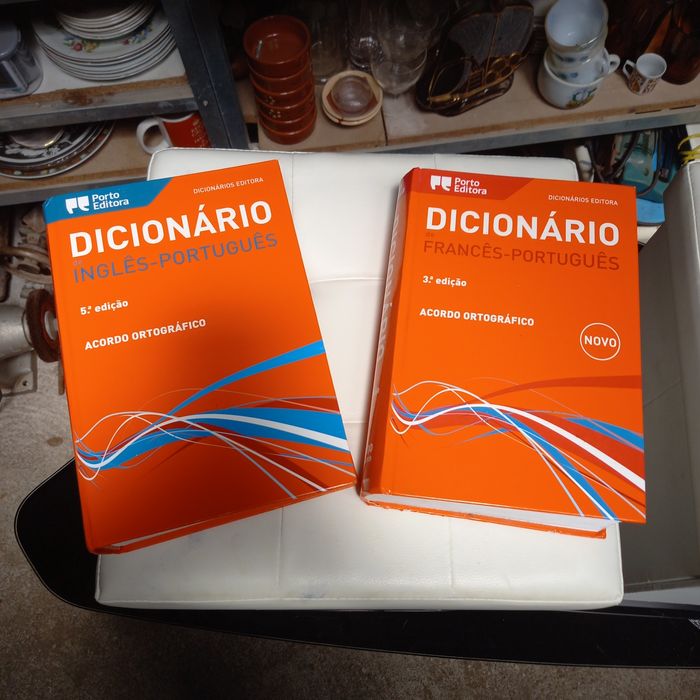 Porto
Editora
DICIONÁRIOS EDITORA
DICIONÁRIO
de
INGLÊS-PORTUGUÊS
5.ª edição
ACORDO ORTOGRÁFICO
Porto
Editora
DICIONÁRIOS EDITORA
DICIONÁRIO
de
FRANCÊS-PORTUGUÊS
3.ª edição
ACORDO ORTOGRÁFICO
NOVO